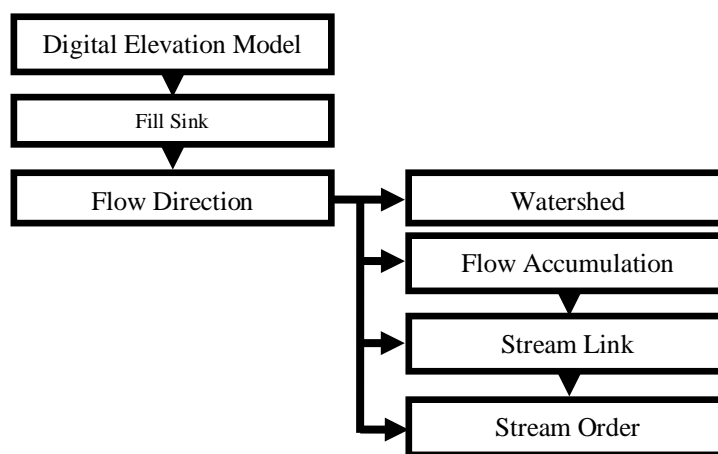 Digital Elevation Model
Fill Sink
Flow Direction
Watershed
Flow Accumulation
Stream Link
Stream Order